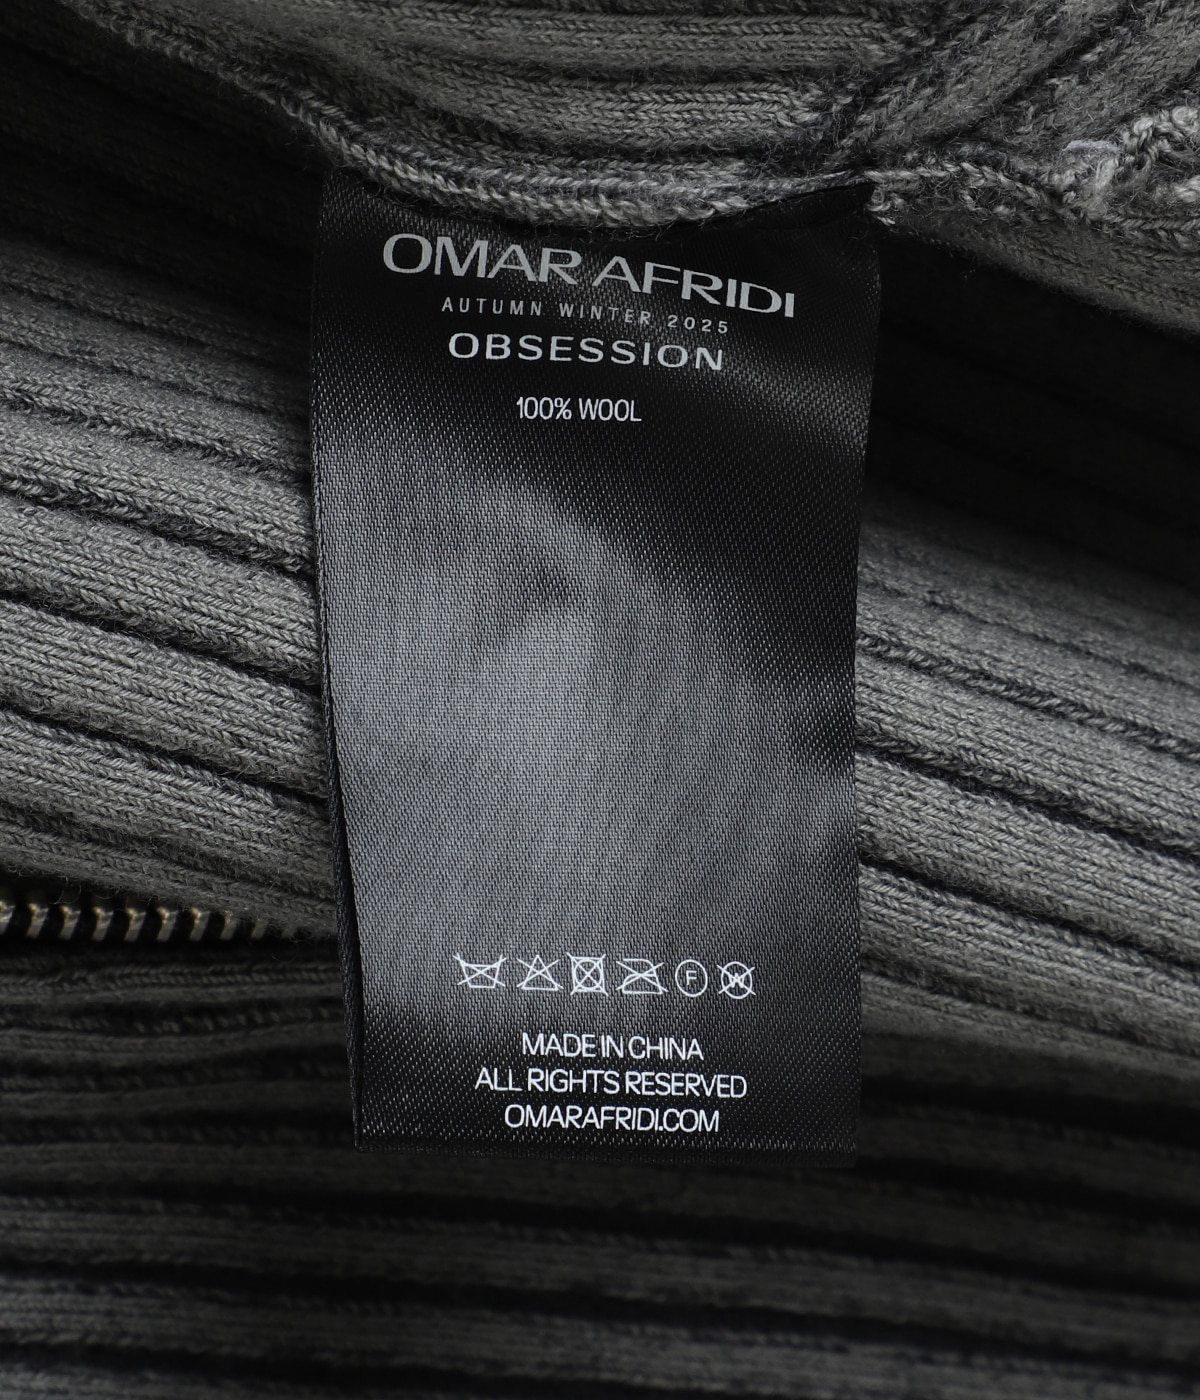 OMAR AFRIDI
AUTUMN WINTER 2025
OBSESSION
100% WOOL
F W
MADE IN CHINA
ALL RIGHTS RESERVED
OMARAFRIDI.COM